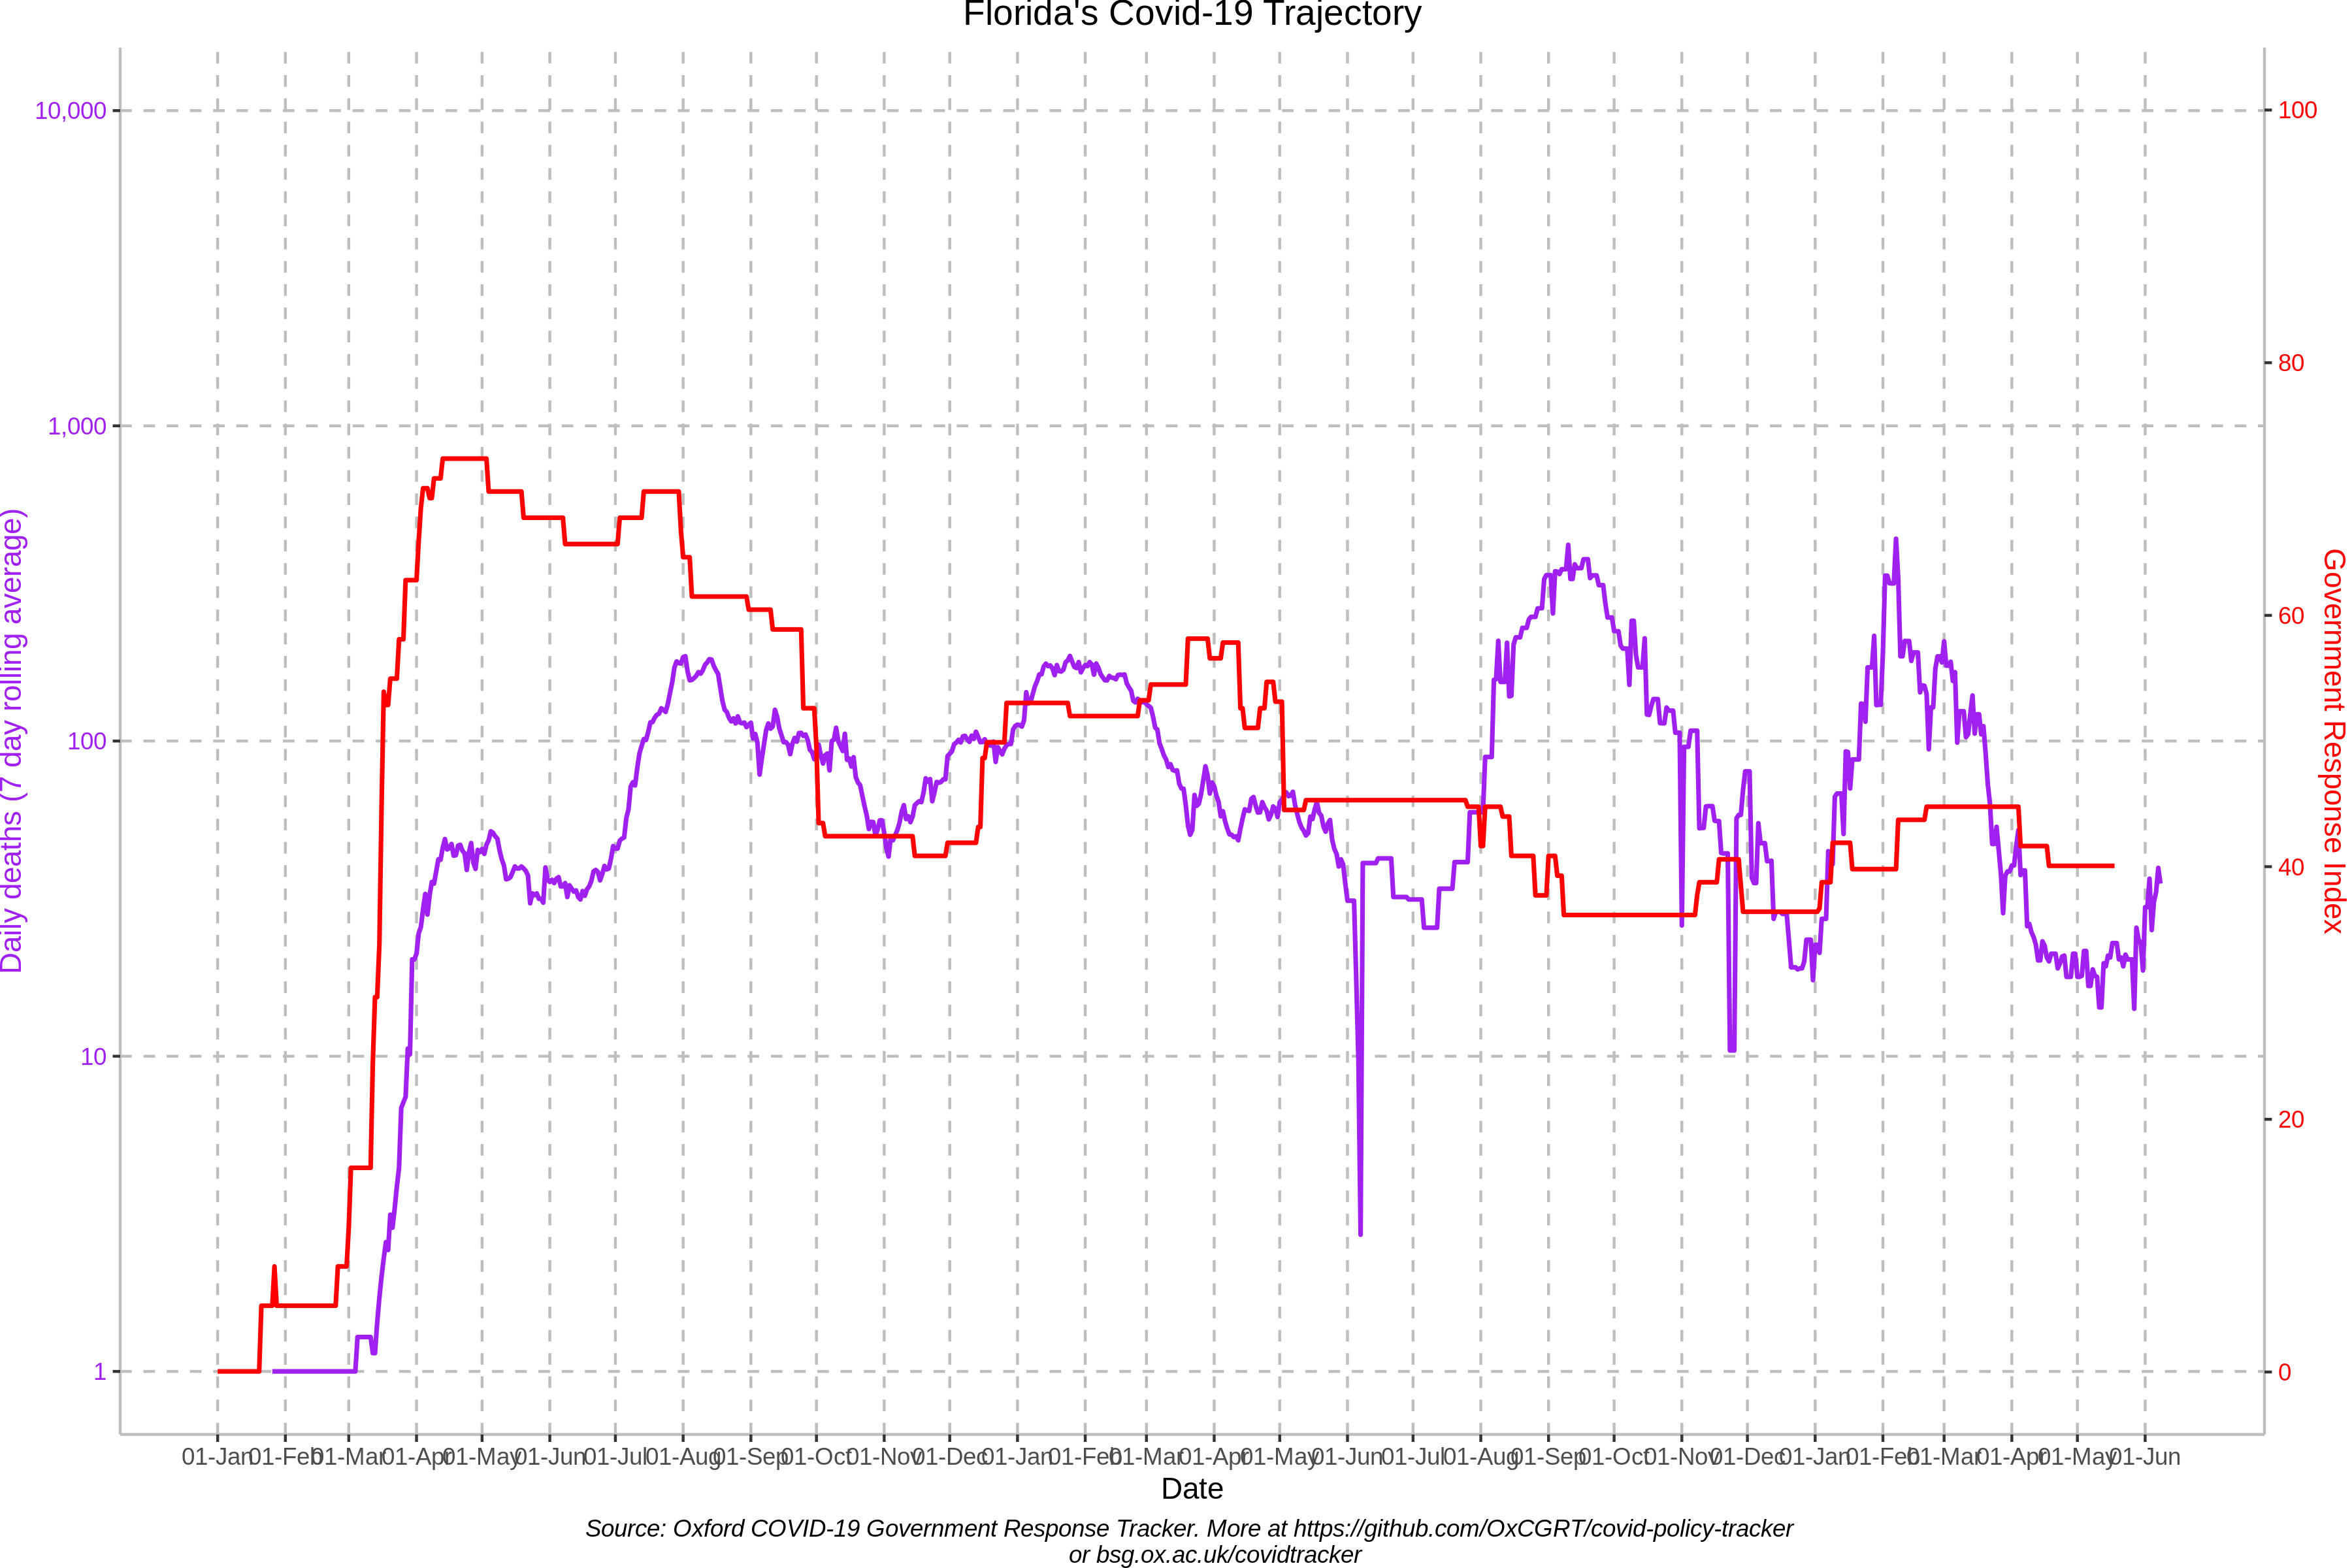 Florida's Covid-19 Trajectory
10,000
1,000
100
10
1
Daily deaths (7 day rolling average)
100
80
60
40
20
0
Government Response Index
01-Jan 01-Feb 01-Mar 01-Apr 01-May 01-Jun 01-Jul 01-Aug 01-Sep 01-Oct 01-Nov 01-Dec 01-Jan 01-Feb 01-Mar 01-Apr 01-May 01-Jun 01-Jul 01-Aug 01-Sep 01-Oct 01-Nov 01-Dec 01-Jan 01-Feb 01-Mar 01-Apr 01-May 01-Jun
Date
Source: Oxford COVID-19 Government Response Tracker. More at https://github.com/OxCGRT/covid-policy-tracker
or bsg.ox.ac.uk/covidtracker